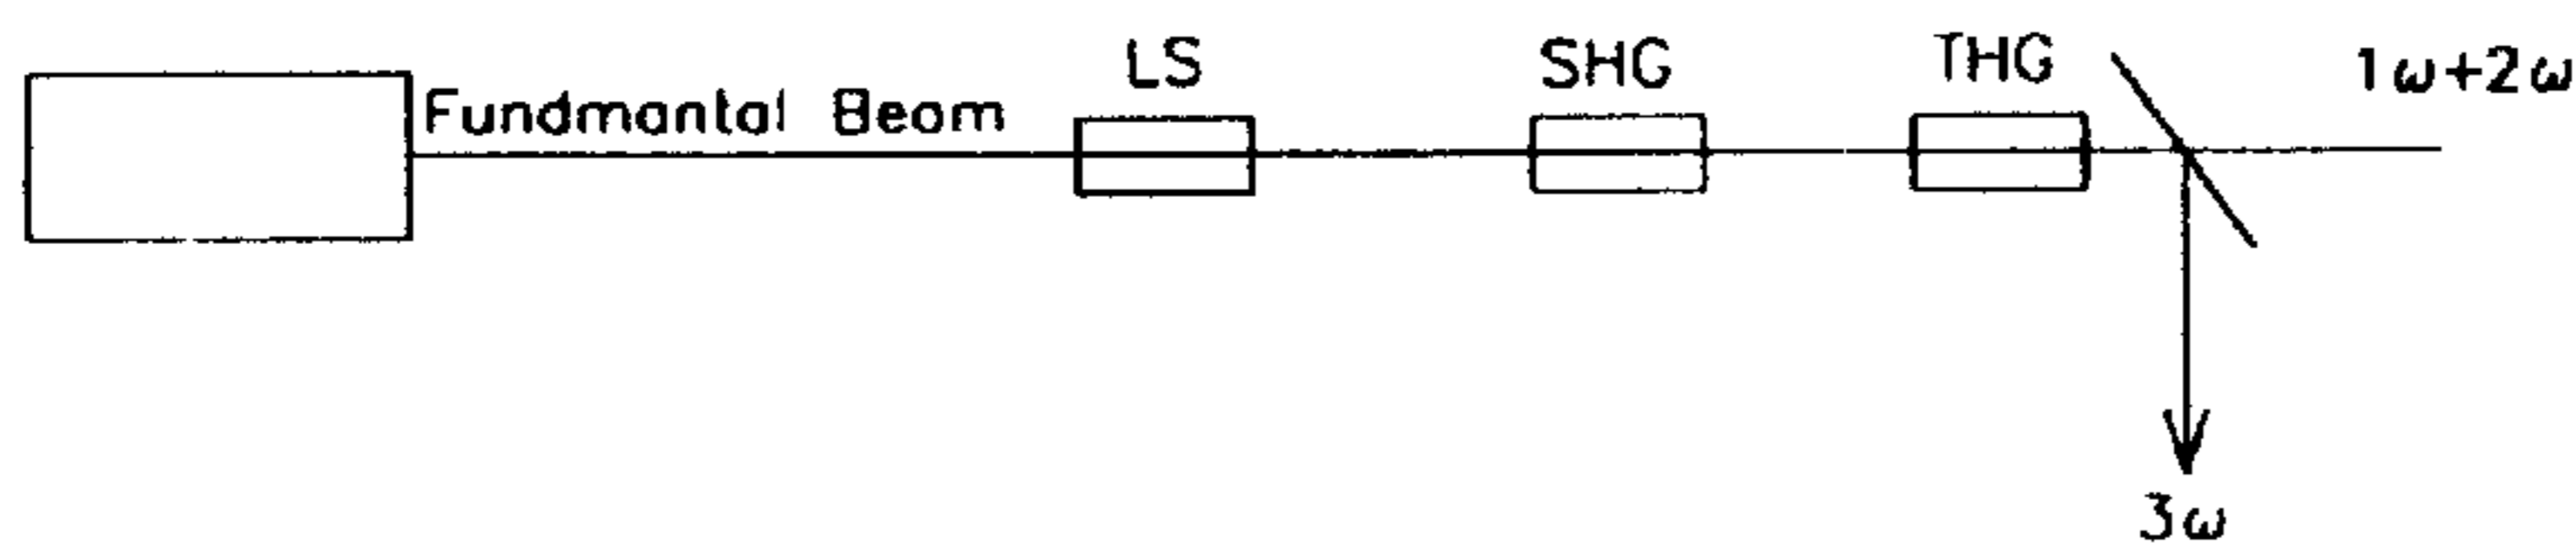 Fundmantal Beam
LS
SHG
THG
1ω+2ω
3ω